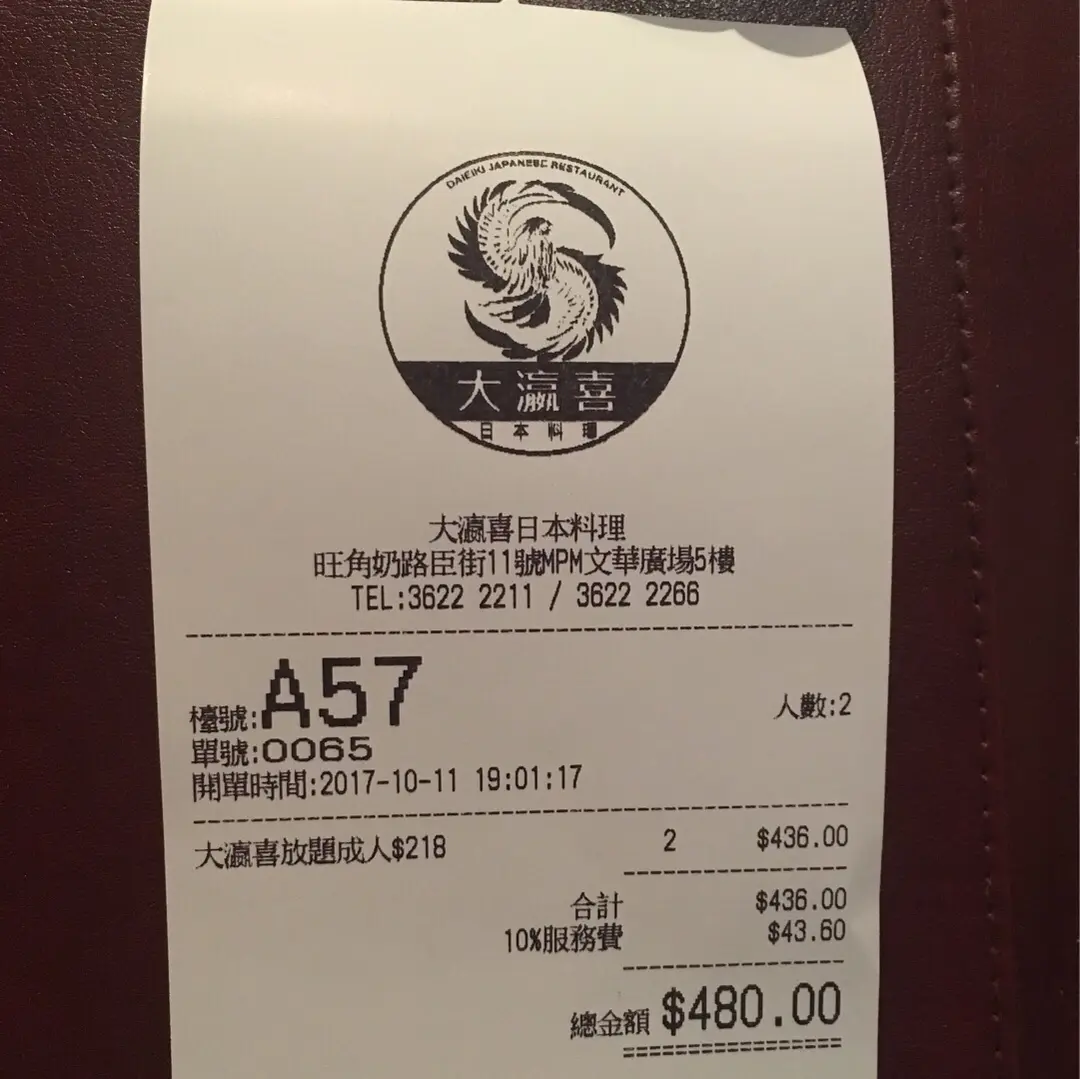 DAIEIKI JAPANESE RESTAURANT
大瀛喜
日本料理
大瀛喜日本料理
旺角奶路臣街11號MPM文華廣場5樓
TEL:3622 2211 / 3622 2266
檯號:A57 人數:2
單號:0065
開單時間:2017-10-11 19:01:17
大瀛喜放題成人$218 2 $436.00
合計 $436.00
10%服務費 $43.60
總金額 $480.00